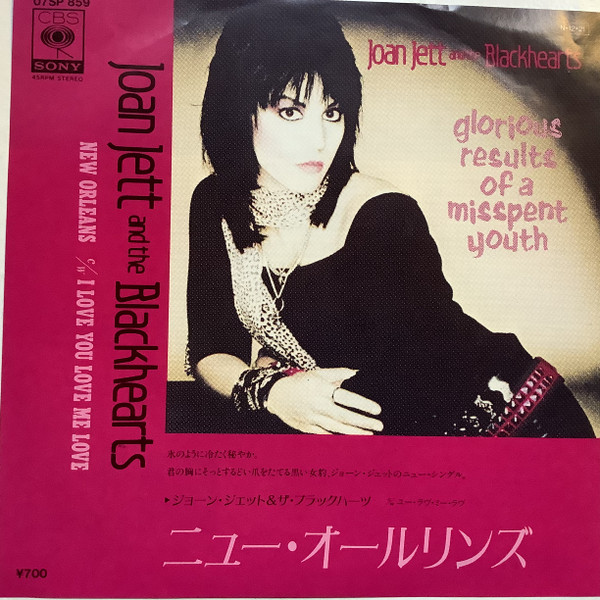 07SP 859
CBS
SONY
45RPM STEREO
Joan Jett and the Blackhearts
NEW ORLEANS c/w I LOVE YOU LOVE ME LOVE
Joan Jett and the Blackhearts
glorious
results
of a
misspent
youth
氷のように冷たく秘やか。
君の胸にそっとするどい爪をたてる黒い女豹、ジョーン・ジェットのニュー・シングル。
▶ジョーン・ジェット&ザ・ブラックハーツ
ニュー・オールリンズ
¥700